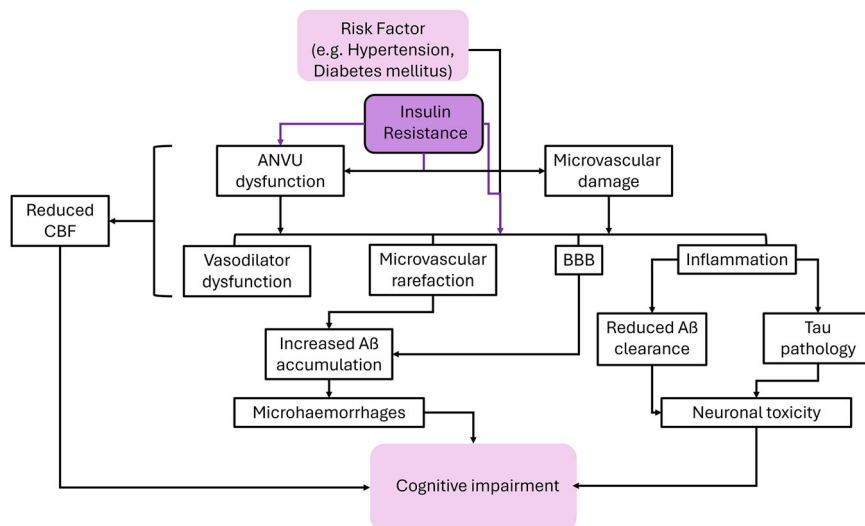 Risk Factor
(e.g. Hypertension,
Diabetes mellitus)
Insulin
Resistance
ANVU
dysfunction
Microvascular
damage
Reduced
CBF
Vasodilator
dysfunction
Microvascular
rarefaction
BBB
Inflammation
Increased Aß
accumulation
Reduced Aß
clearance
Tau
pathology
Microhaemorrhages
Neuronal toxicity
Cognitive impairment